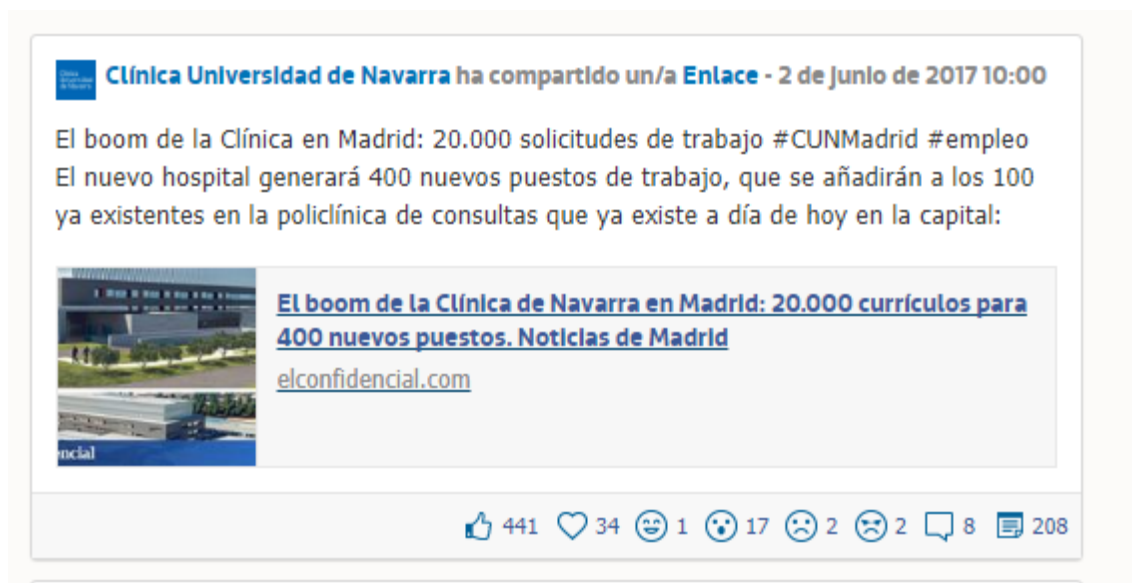 Clínica Universidad de Navarra ha compartido un/a Enlace - 2 de junio de 2017 10:00
El boom de la Clínica en Madrid: 20.000 solicitudes de trabajo #CUNMadrid #empleo
El nuevo hospital generará 400 nuevos puestos de trabajo, que se añadirán a los 100
ya existentes en la policlínica de consultas que ya existe a día de hoy en la capital:
El boom de la Clínica de Navarra en Madrid: 20.000 currículos para
400 nuevos puestos. Noticias de Madrid
elconfidencial.com
encial
441 34 1 17 2 2 8 208